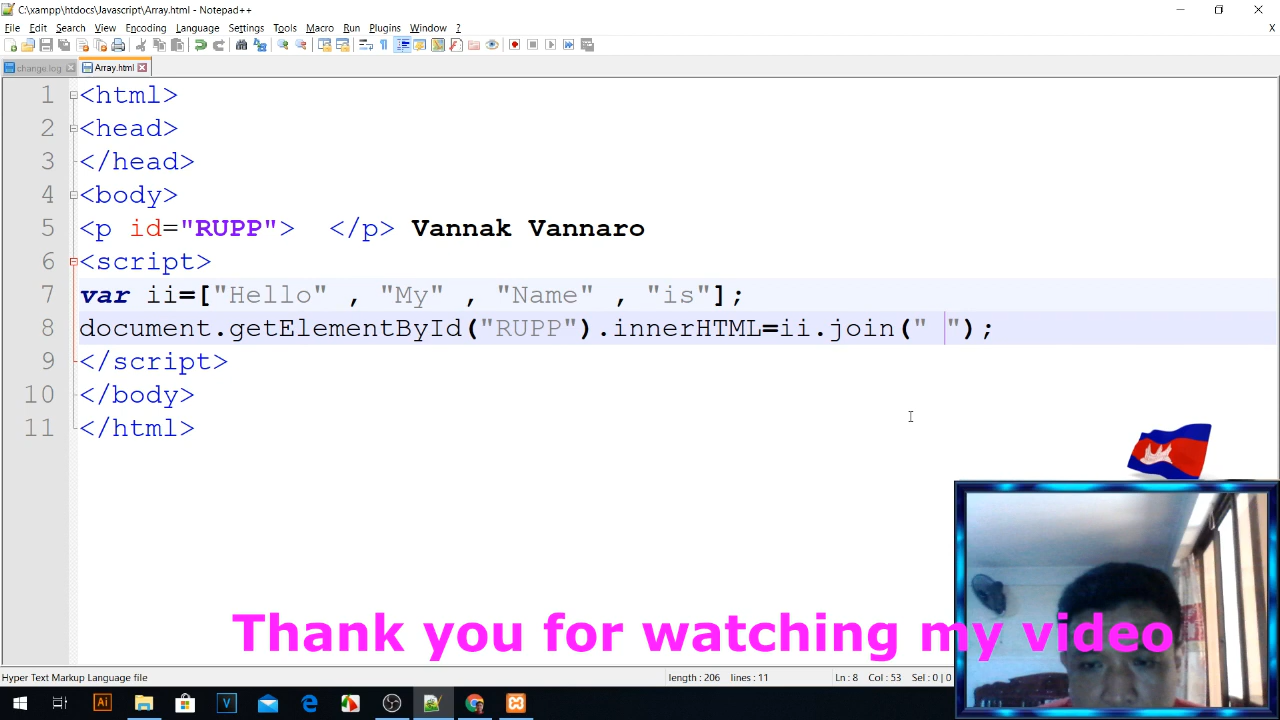 C:\xampp\htdocs\Javascript\Array.html - Notepad++
File Edit Search View Encoding Language Settings Tools Macro Run Plugins Window ? X
change.log Array.html
1 <html>
2 <head>
3 </head>
4 <body>
5 <p id="RUPP">  </p> Vannak Vannaro
6 <script>
7 var ii=["Hello" , "My" , "Name" , "is"];
8 document.getElementById("RUPP").innerHTML=ii.join(" ");
9 </script>
10 </body>
11 </html>
Thank you for watching my video
Hyper Text Markup Language file length : 206 lines : 11 Ln : 8 Col : 53 Sel : 0 | 0
Ai V